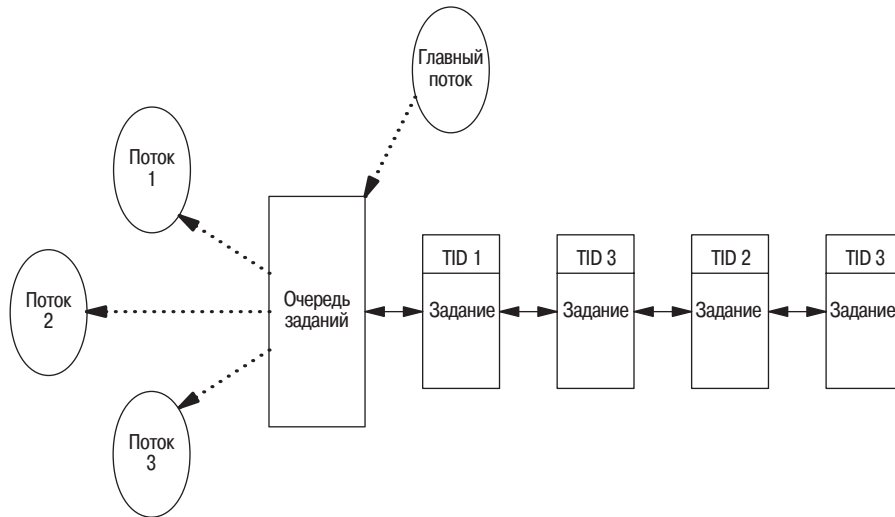 Главный
поток
Поток
1
Поток
2
Поток
3
Очередь
заданий
TID 1
Задание
TID 3
Задание
TID 2
Задание
TID 3
Задание